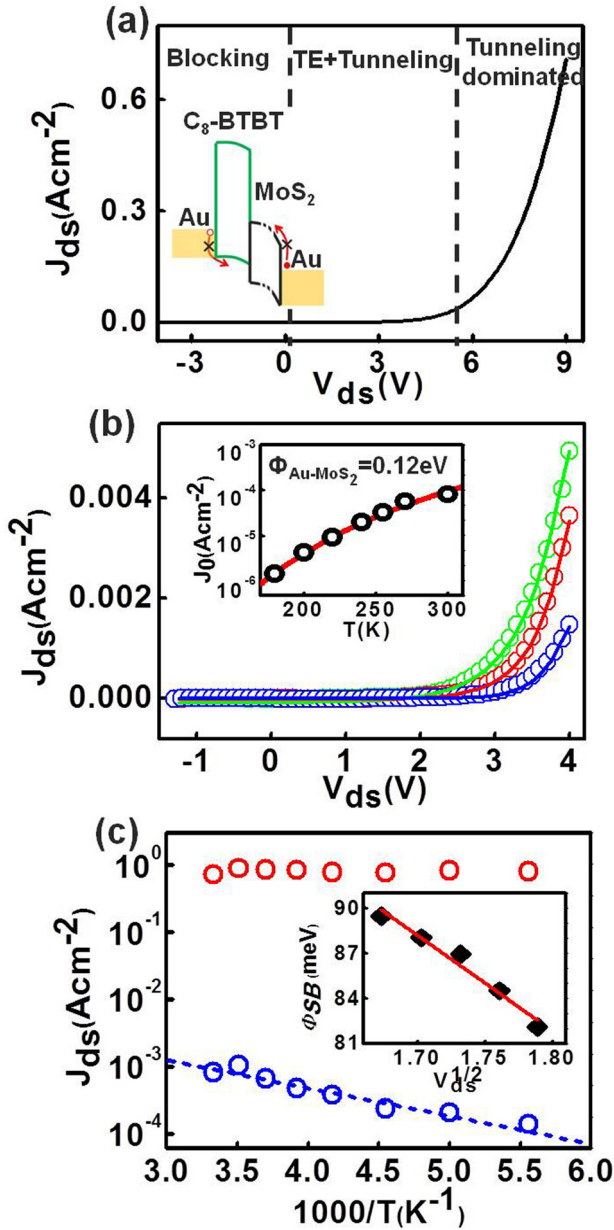 (a)
Blocking TE+Tunneling Tunneling
dominated
C₈-BTBT
MoS₂
Au
Au
0.6
0.3
0.0
J_ds(Acm⁻²)
-3 0 3 6 9
V_ds(V)
(b)
10⁻³
10⁻⁴
10⁻⁵
10⁻⁶
J₀(Acm⁻²)
Φ_Au-MoS₂=0.12eV
200 250 300
T(K)
0.004
0.002
0.000
J_ds(Acm⁻²)
-1 0 1 2 3 4
V_ds(V)
(c)
10⁰
10⁻¹
10⁻²
10⁻³
10⁻⁴
J_ds(Acm⁻²)
90
87
84
81
Φ_SB(meV)
1.70 1.75 1.80
V_ds^1/2
3.0 3.5 4.0 4.5 5.0 5.5 6.0
1000/T(K⁻¹)